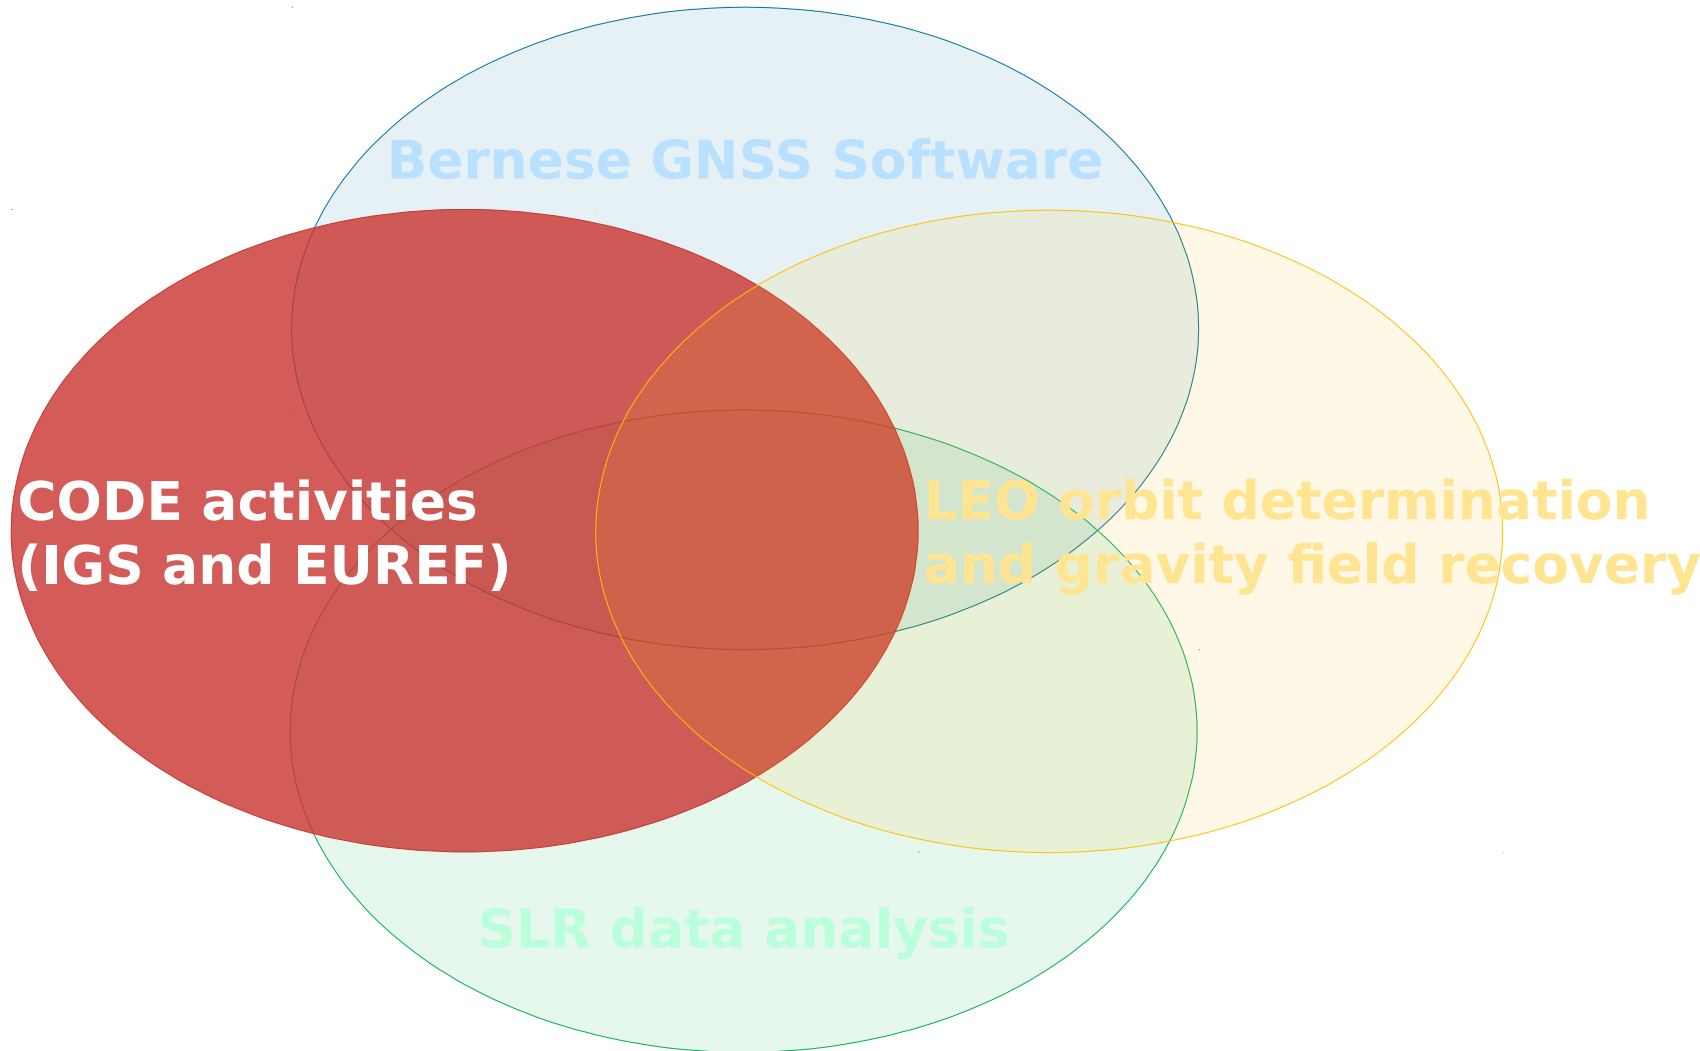 Bernese GNSS Software
CODE activities
(IGS and EUREF)
LEO orbit determination
and gravity field recovery
SLR data analysis